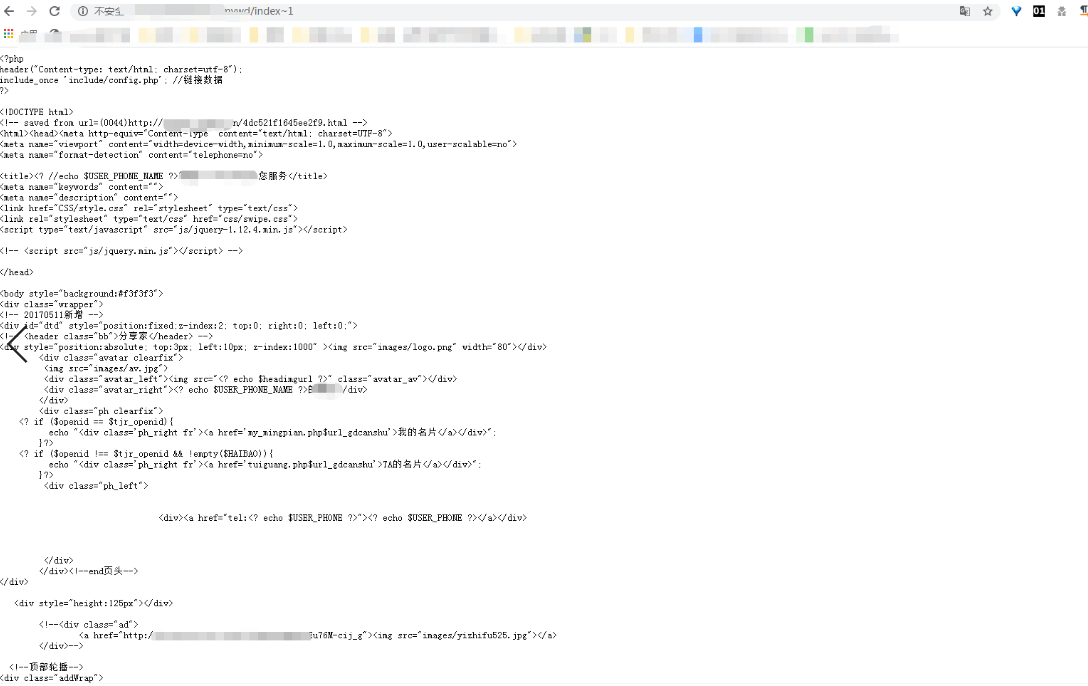 不安全
nwwd/index~1
01
<?php
header("Content-type: text/html; charset=utf-8");
include_once 'include/config.php'; //链接数据
?>
<!DOCTYPE html>
<!-- saved from url=(0044)http:// n/4dc521f1645ee2f9.html -->
<html><head><meta http-equiv="Content-Type" content="text/html; charset=UTF-8">
<meta name="viewport" content="width=device-width,minimum-scale=1.0,maximum-scale=1.0,user-scalable=no">
<meta name="format-detection" content="telephone=no">
<title><? //echo $USER_PHONE_NAME ?> 您服务</title>
<meta name="keywords" content="">
<meta name="description" content="">
<link href="CSS/style.css" rel="stylesheet" type="text/css">
<link rel="stylesheet" type="text/css" href="css/swipe.css">
<script type="text/javascript" src="js/jquery-1.12.4.min.js"></script>
<!-- <script src="js/jquery.min.js"></script> -->
</head>
<body style="background:#f3f3f3">
<div class="wrapper">
<!-- 20170511新增 -->
<div id="dtd" style="position:fixed;z-index:2; top:0; right:0; left:0;">
<!-- <header class="bb">分享家</header> -->
<div style="position:absolute; top:3px; left:10px; z-index:1000" ><img src="images/logo.png" width="80"></div>
<div class="avatar clearfix">
<img src="images/av.jpg">
<div class="avatar_left"><img src="<? echo $headimgurl ?>" class="avatar_av"></div>
<div class="avatar_right"><? echo $USER_PHONE_NAME ?> /div>
</div>
<div class="ph clearfix">
<? if ($openid == $tjr_openid){
echo "<div class='ph_right fr'><a href='my_mingpian.php$url_gdcanshu'>我的名片</a></div>";
}?>
<? if ($openid !== $tjr_openid && !empty($HAIBAO)){
echo "<div class='ph_right fr'><a href='tuiguang.php$url_gdcanshu'>TA的名片</a></div>";
}?>
<div class="ph_left">
<div><a href="tel:<? echo $USER_PHONE ?>"><? echo $USER_PHONE ?></a></div>
</div>
</div><!--end页头-->
</div>
<div style="height:125px"></div>
<!--<div class="ad">
<a href="http: u76M-cij_g"><img src="images/yizhifu525.jpg"></a>
</div>-->
<!--顶部轮播-->
<div class="addWrap">